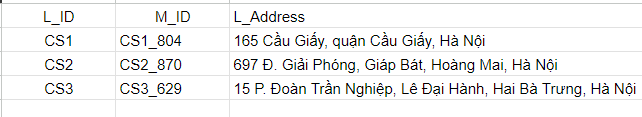 L_ID M_ID L_Address
CS1 CS1_804 165 Cầu Giấy, quận Cầu Giấy, Hà Nội
CS2 CS2_870 697 Đ. Giải Phóng, Giáp Bát, Hoàng Mai, Hà Nội
CS3 CS3_629 15 P. Đoàn Trần Nghiệp, Lê Đại Hành, Hai Bà Trưng, Hà Nội